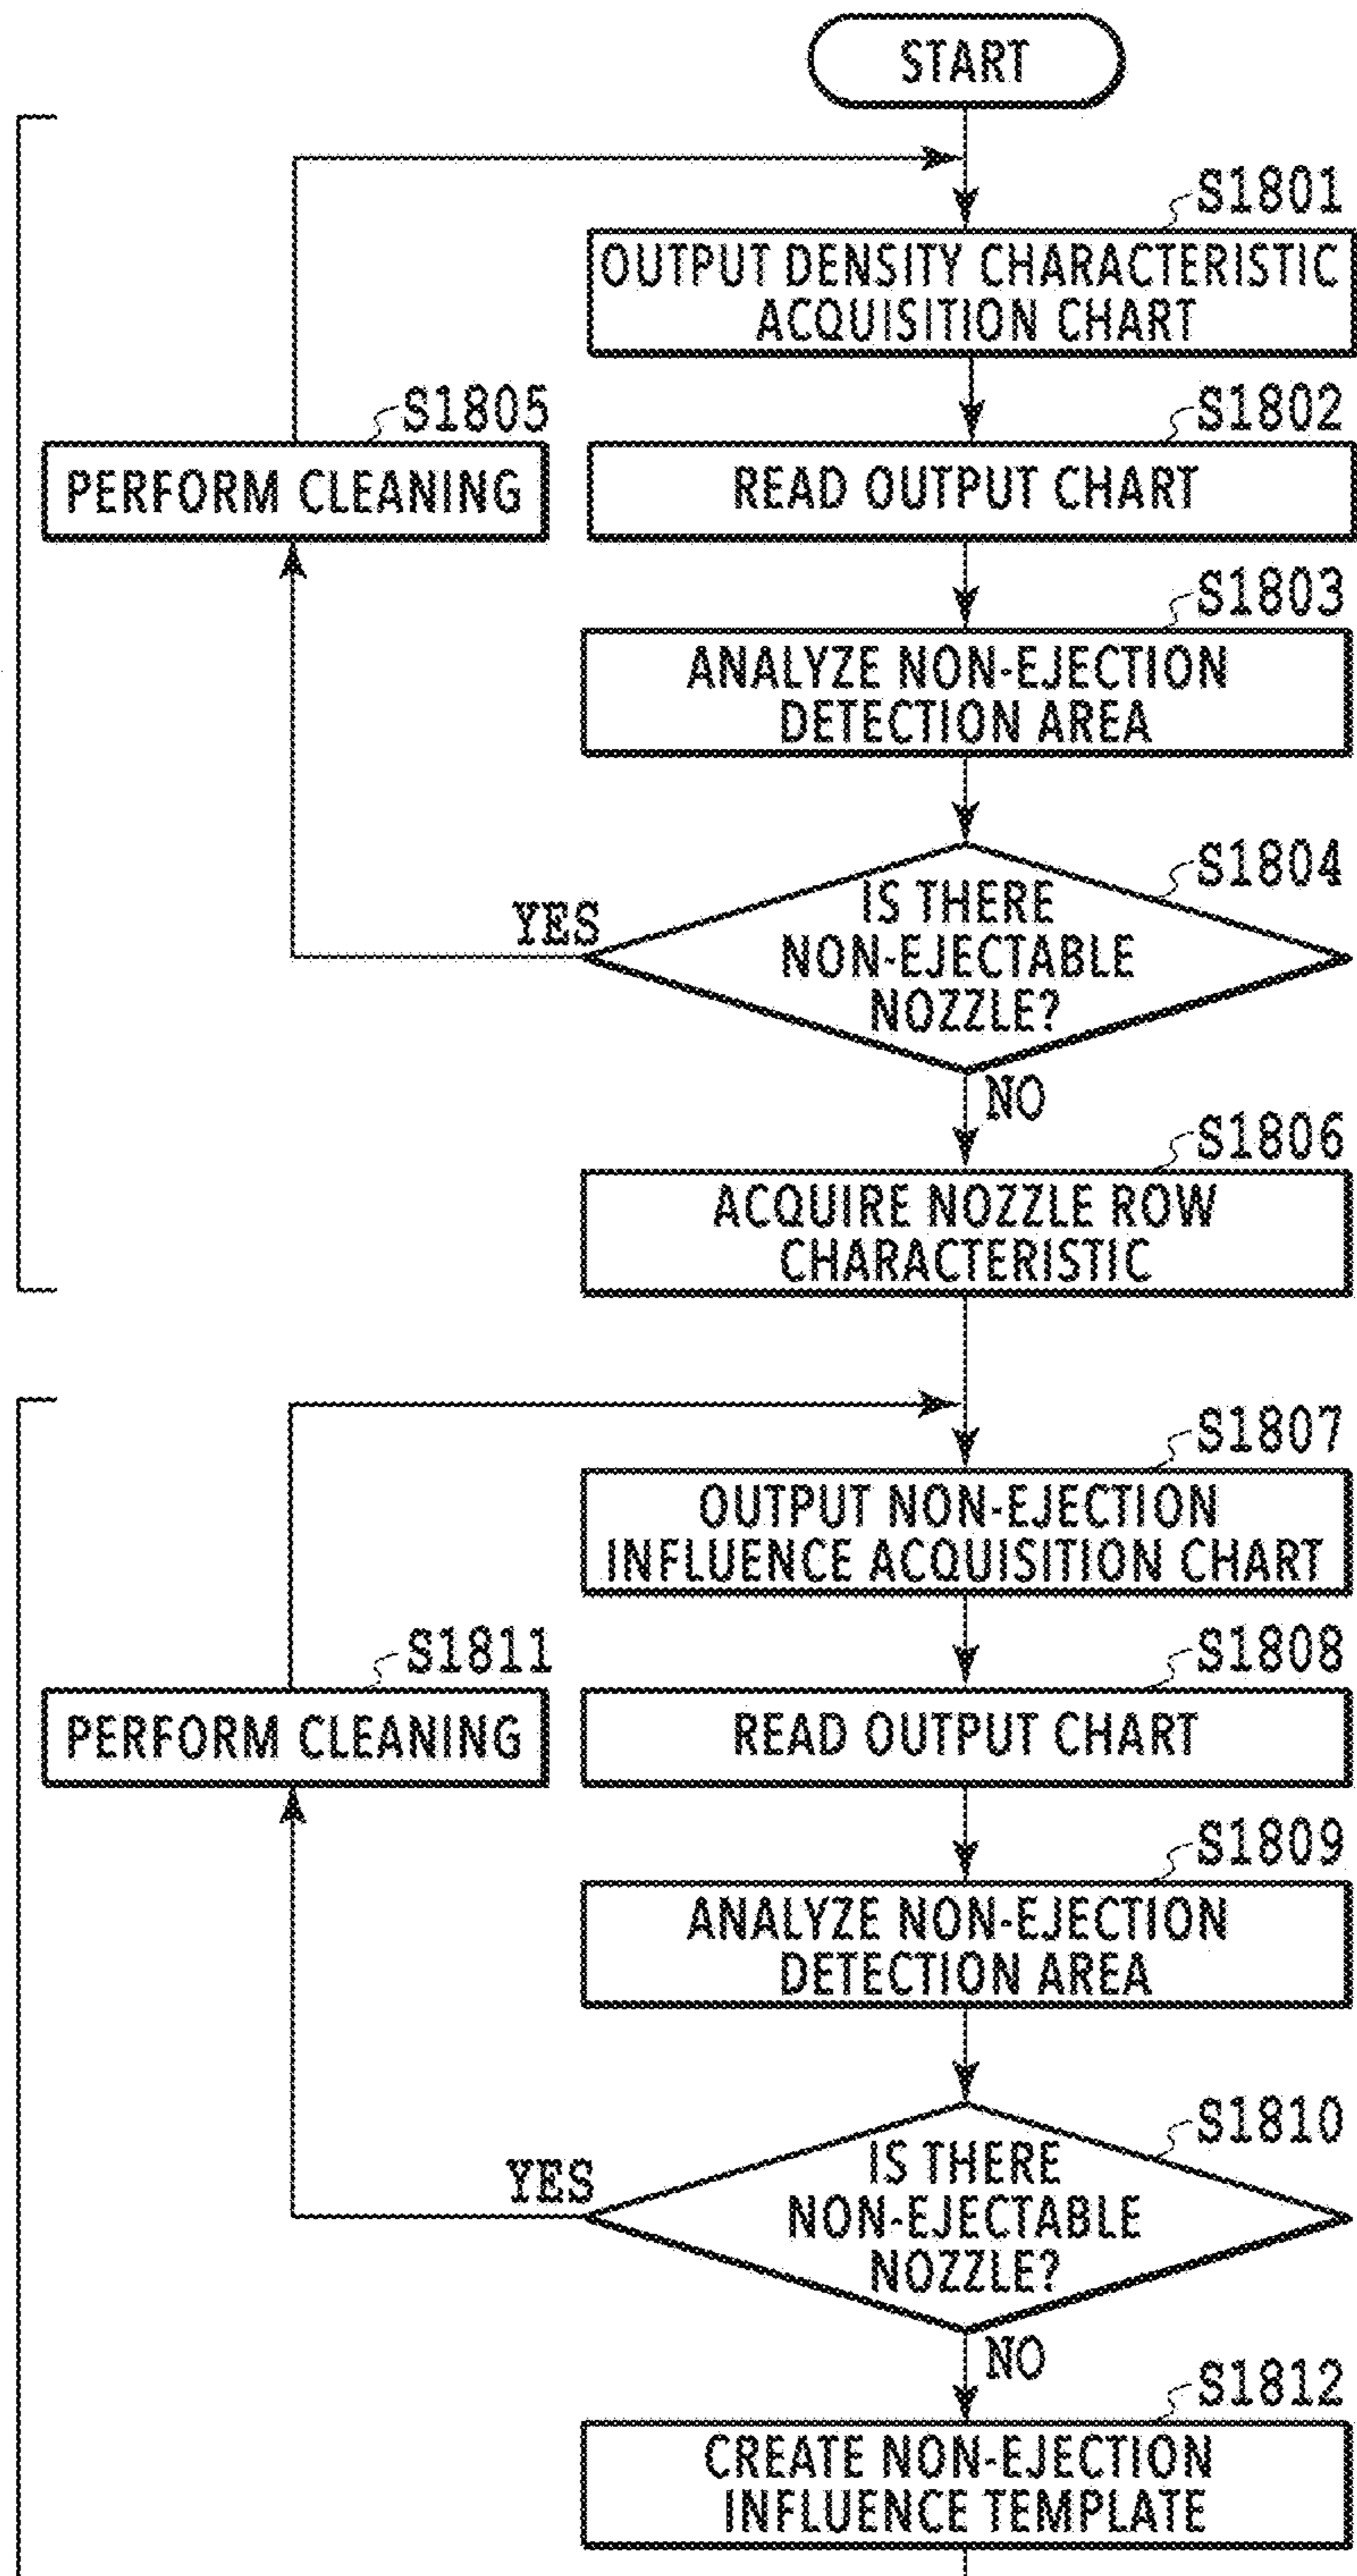 START
S1801
OUTPUT DENSITY CHARACTERISTIC
ACQUISITION CHART
S1805
PERFORM CLEANING
S1802
READ OUTPUT CHART
S1803
ANALYZE NON-EJECTION
DETECTION AREA
S1804
IS THERE
NON-EJECTABLE
NOZZLE?
YES
NO
S1806
ACQUIRE NOZZLE ROW
CHARACTERISTIC
S1807
OUTPUT NON-EJECTION
INFLUENCE ACQUISITION CHART
S1811
PERFORM CLEANING
S1808
READ OUTPUT CHART
S1809
ANALYZE NON-EJECTION
DETECTION AREA
S1810
IS THERE
NON-EJECTABLE
NOZZLE?
YES
NO
S1812
CREATE NON-EJECTION
INFLUENCE TEMPLATE